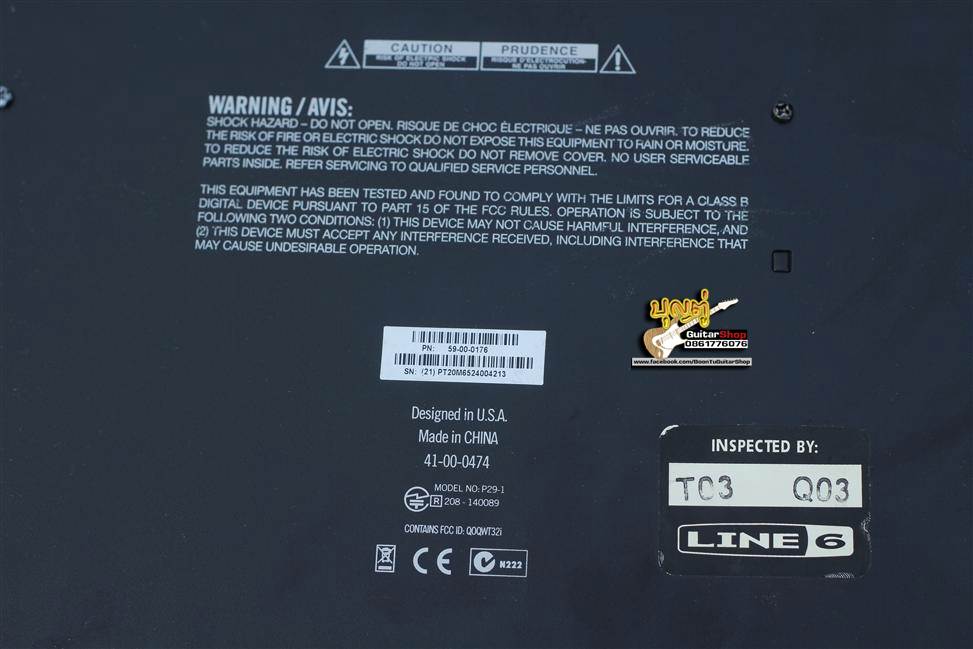 CAUTION
RISK OF ELECTRIC SHOCK
DO NOT OPEN
PRUDENCE
RISQUE D'ELECTROCUTION-
NE PAS OUVRIR
WARNING / AVIS:
SHOCK HAZARD – DO NOT OPEN. RISQUE DE CHOC ÉLECTRIQUE – NE PAS OUVRIR. TO REDUCE
THE RISK OF FIRE OR ELECTRIC SHOCK DO NOT EXPOSE THIS EQUIPMENT TO RAIN OR MOISTURE.
TO REDUCE THE RISK OF ELECTRIC SHOCK DO NOT REMOVE COVER. NO USER SERVICEABLE
PARTS INSIDE. REFER SERVICING TO QUALIFIED SERVICE PERSONNEL.
THIS EQUIPMENT HAS BEEN TESTED AND FOUND TO COMPLY WITH THE LIMITS FOR A CLASS B
DIGITAL DEVICE PURSUANT TO PART 15 OF THE FCC RULES. OPERATION IS SUBJECT TO THE
FOLLOWING TWO CONDITIONS: (1) THIS DEVICE MAY NOT CAUSE HARMFUL INTERFERENCE, AND
(2) THIS DEVICE MUST ACCEPT ANY INTERFERENCE RECEIVED, INCLUDING INTERFERENCE THAT
MAY CAUSE UNDESIRABLE OPERATION.
บุญตู่
GuitarShop
0861776076
www.facebook.com/BoonTuGuitarShop
PN: 59-00-0176
SN: (21) PT20M6524004213
Designed in U.S.A.
Made in CHINA
41-00-0474
MODEL NO: P29-1
R 208 - 140089
CONTAINS FCC ID: QOQWT32i
CE N222
INSPECTED BY:
TC3 Q03
LINE 6